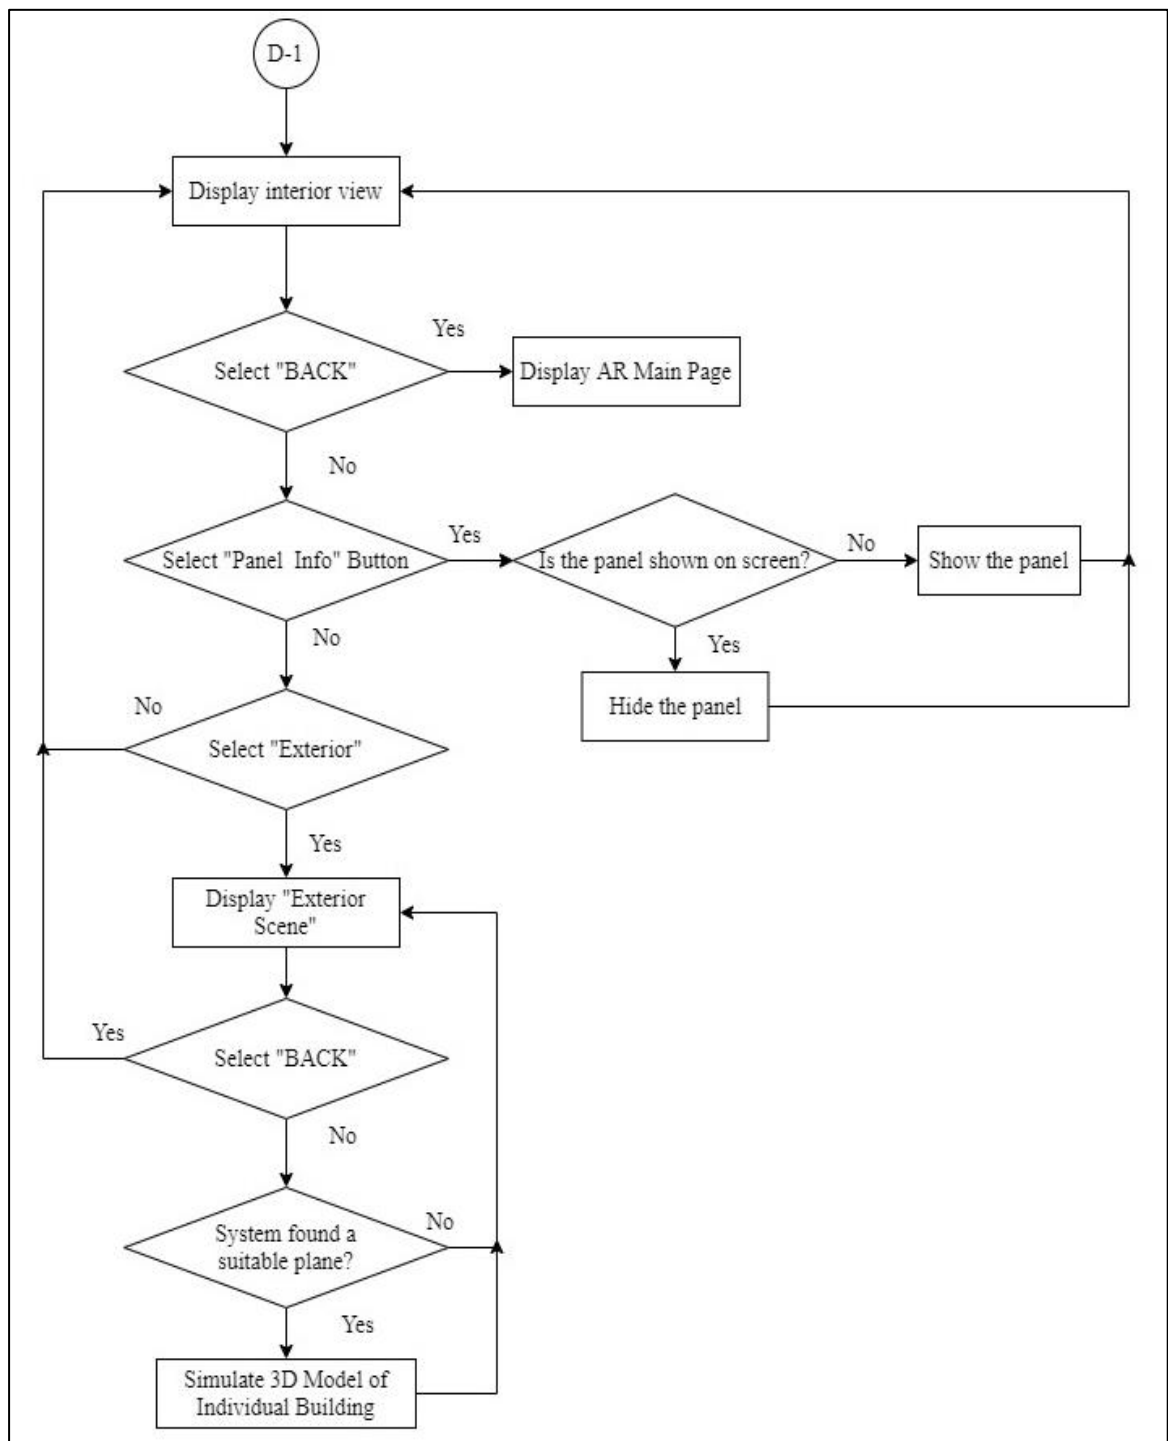 D-1
Display interior view
Yes
Select "BACK"
Display AR Main Page
No
Yes
Select "Panel Info" Button
Is the panel shown on screen?
No
Show the panel
No
Yes
Hide the panel
No
Select "Exterior"
Yes
Display "Exterior
Scene"
Yes
Select "BACK"
No
System found a
suitable plane?
No
Yes
Simulate 3D Model of
Individual Building